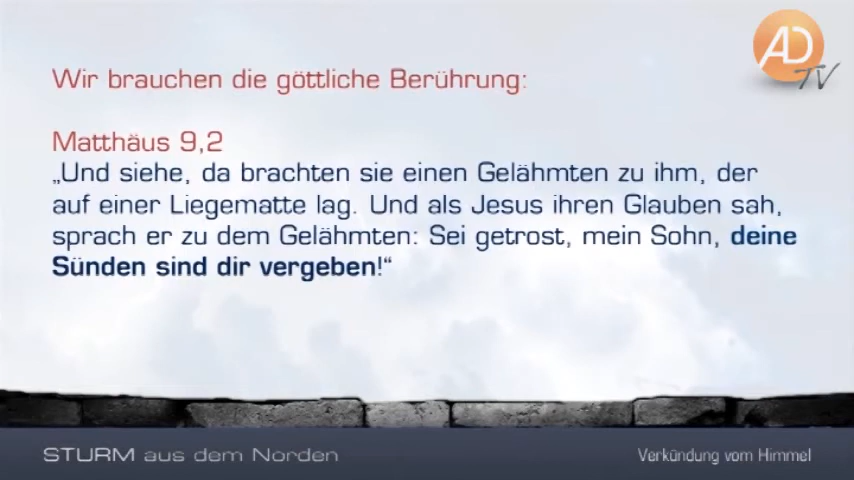 AD
TV
Wir brauchen die göttliche Berührung:
Matthäus 9,2
„Und siehe, da brachten sie einen Gelähmten zu ihm, der
auf einer Liegematte lag. Und als Jesus ihren Glauben sah,
sprach er zu dem Gelähmten: Sei getrost, mein Sohn, deine
Sünden sind dir vergeben!“
STURM aus dem Norden
Verkündung vom Himmel